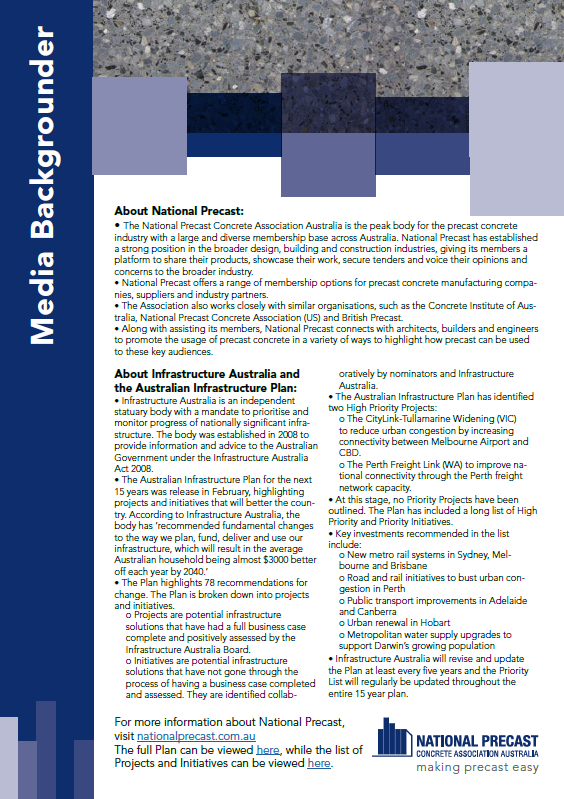 Media Backgrounder
About National Precast:
• The National Precast Concrete Association Australia is the peak body for the precast concrete
industry with a large and diverse membership base across Australia. National Precast has established
a strong position in the broader design, building and construction industries, giving its members a
platform to share their products, showcase their work, secure tenders and voice their opinions and
concerns to the broader industry.
• National Precast offers a range of membership options for precast concrete manufacturing compa-
nies, suppliers and industry partners.
• The Association also works closely with similar organisations, such as the Concrete Institute of Aus-
tralia, National Precast Concrete Association (US) and British Precast.
• Along with assisting its members, National Precast connects with architects, builders and engineers
to promote the usage of precast concrete in a variety of ways to highlight how precast can be used
to these key audiences.
About Infrastructure Australia and
the Australian Infrastructure Plan:
• Infrastructure Australia is an independent
statuary body with a mandate to prioritise and
monitor progress of nationally significant infra-
structure. The body was established in 2008 to
provide information and advice to the Australian
Government under the Infrastructure Australia
Act 2008.
• The Australian Infrastructure Plan for the next
15 years was release in February, highlighting
projects and initiatives that will better the coun-
try. According to Infrastructure Australia, the
body has ‘recommended fundamental changes
to the way we plan, fund, deliver and use our
infrastructure, which will result in the average
Australian household being almost $3000 better
off each year by 2040.’
• The Plan highlights 78 recommendations for
change. The Plan is broken down into projects
and initiatives.
o Projects are potential infrastructure
solutions that have had a full business case
complete and positively assessed by the
Infrastructure Australia Board.
o Initiatives are potential infrastructure
solutions that have not gone through the
process of having a business case completed
and assessed. They are identified collab-
oratively by nominators and Infrastructure
Australia.
• The Australian Infrastructure Plan has identified
two High Priority Projects:
o The CityLink-Tullamarine Widening (VIC)
to reduce urban congestion by increasing
connectivity between Melbourne Airport and
CBD.
o The Perth Freight Link (WA) to improve na-
tional connectivity through the Perth freight
network capacity.
• At this stage, no Priority Projects have been
outlined. The Plan has included a long list of High
Priority and Priority Initiatives.
• Key investments recommended in the list
include:
o New metro rail systems in Sydney, Mel-
bourne and Brisbane
o Road and rail initiatives to bust urban con-
gestion in Perth
o Public transport improvements in Adelaide
and Canberra
o Urban renewal in Hobart
o Metropolitan water supply upgrades to
support Darwin’s growing population
• Infrastructure Australia will revise and update
the Plan at least every five years and the Priority
List will regularly be updated throughout the
entire 15 year plan.
For more information about National Precast,
visit nationalprecast.com.au
The full Plan can be viewed here, while the list of
Projects and Initiatives can be viewed here.
NATIONAL PRECAST
CONCRETE ASSOCIATION AUSTRALIA
making precast easy